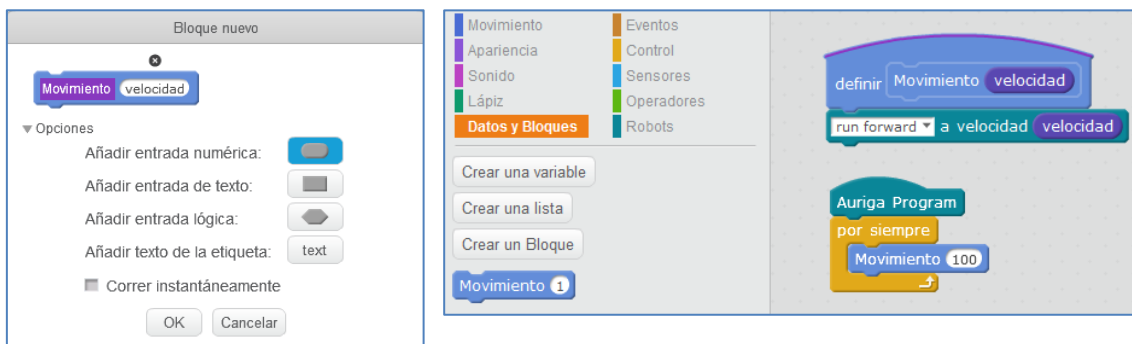 Bloque nuevo
Movimiento velocidad
Opciones
Añadir entrada numérica:
Añadir entrada de texto:
Añadir entrada lógica:
Añadir texto de la etiqueta: text
Correr instantáneamente
OK Cancelar
Movimiento Eventos
Apariencia Control
Sonido Sensores
Lápiz Operadores
Datos y Bloques Robots
Crear una variable
Crear una lista
Crear un Bloque
Movimiento 1
definir Movimiento velocidad
run forward a velocidad velocidad
Auriga Program
por siempre
Movimiento 100